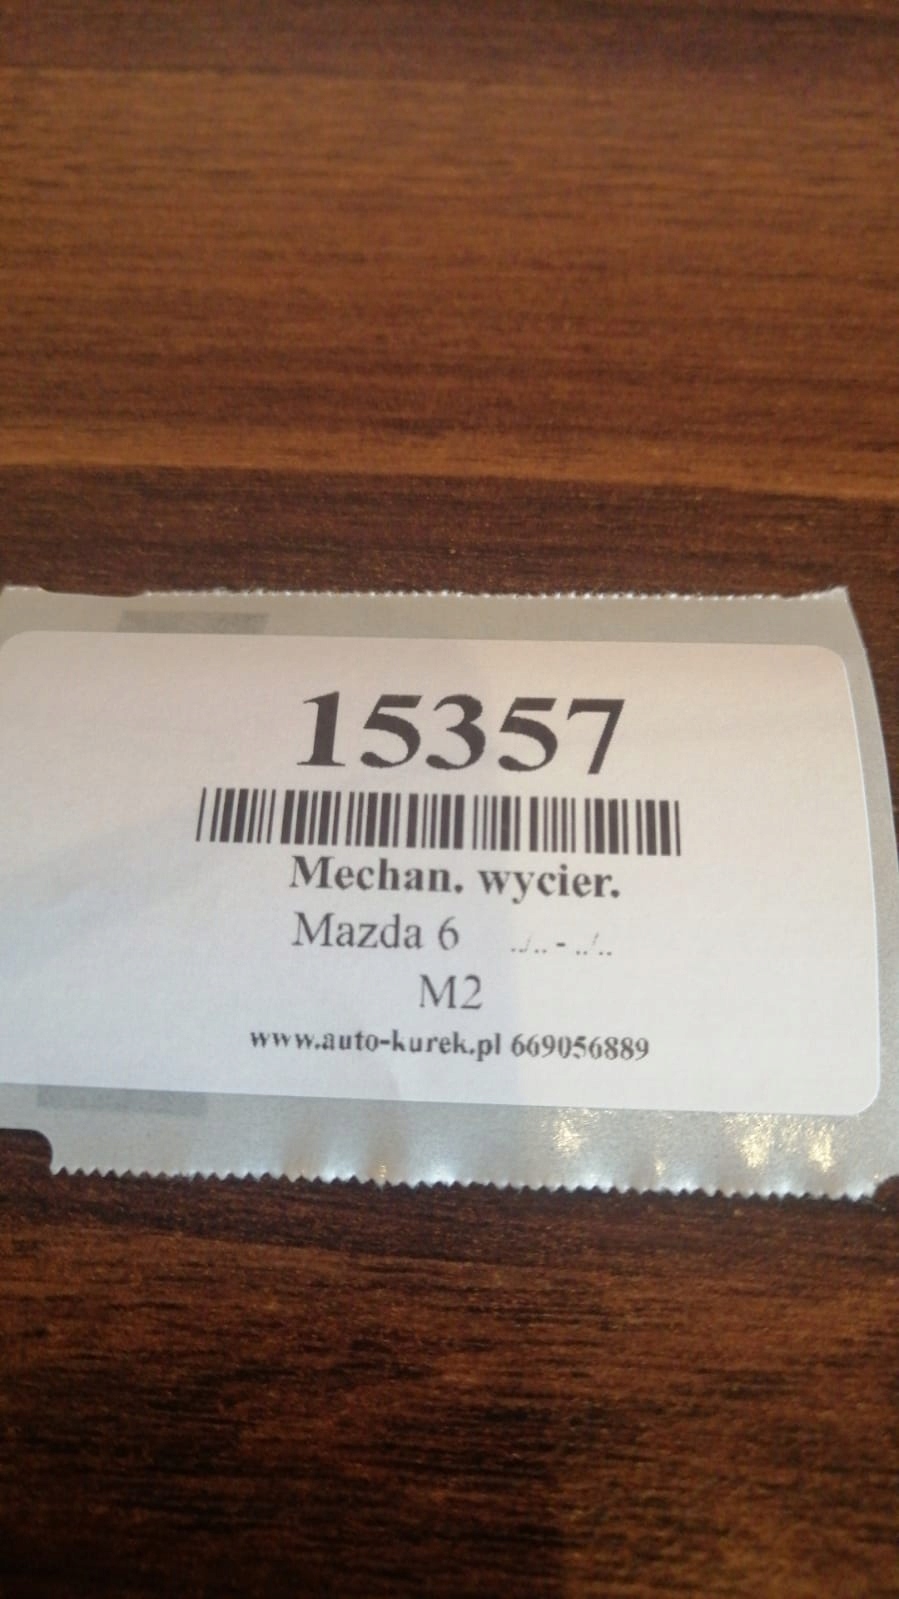 15357
Mechan. wycier.
Mazda 6 ../.. - ../..
M2
www.auto-kurek.pl 669056889